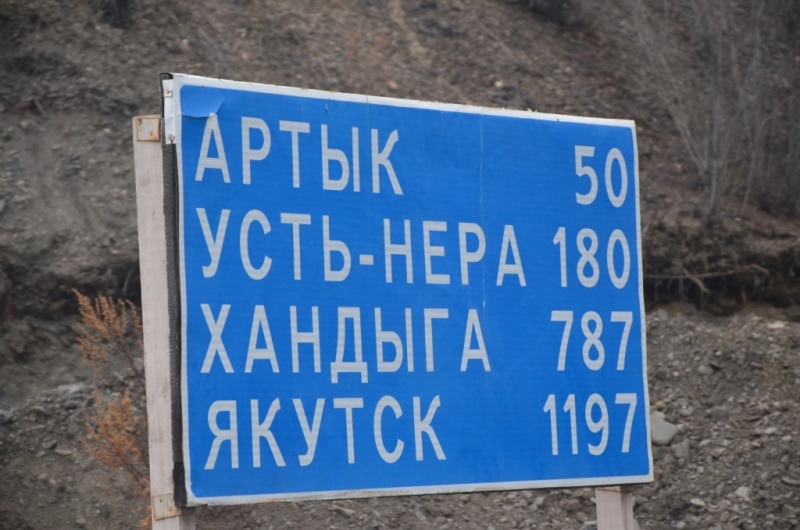 АРТЫК 50
УСТЬ-НЕРА 180
ХАНДЫГА 787
ЯКУТСК 1197